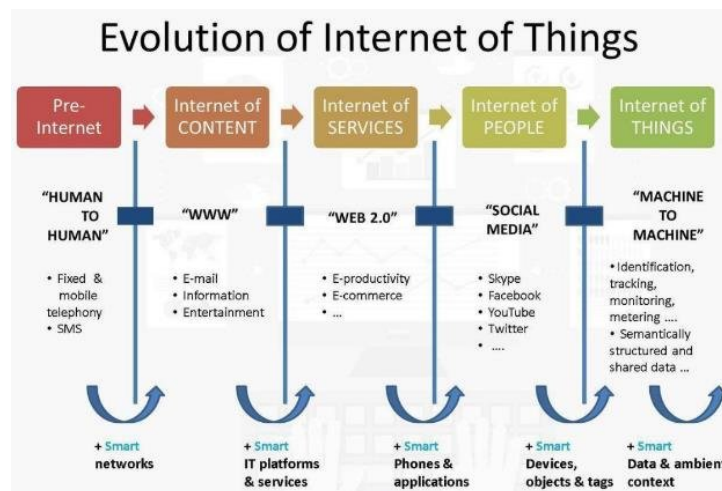 Evolution of Internet of Things
Pre-
Internet
Internet of
CONTENT
Internet of
SERVICES
Internet of
PEOPLE
Internet of
THINGS
“HUMAN
TO
HUMAN”
• Fixed &
mobile
telephony
• SMS
“WWW”
• E-mail
• Information
• Entertainment
“WEB 2.0”
• E-productivity
• E-commerce
• ...
“SOCIAL
MEDIA”
• Skype
• Facebook
• YouTube
• Twitter
• ....
“MACHINE
TO
MACHINE”
• Identification,
tracking,
monitoring,
metering ....
• Semantically
structured and
shared data ...
+ Smart
networks
+ Smart
IT platforms
& services
+ Smart
Phones &
applications
+ Smart
Devices,
objects & tags
+ Smart
Data & ambient
context